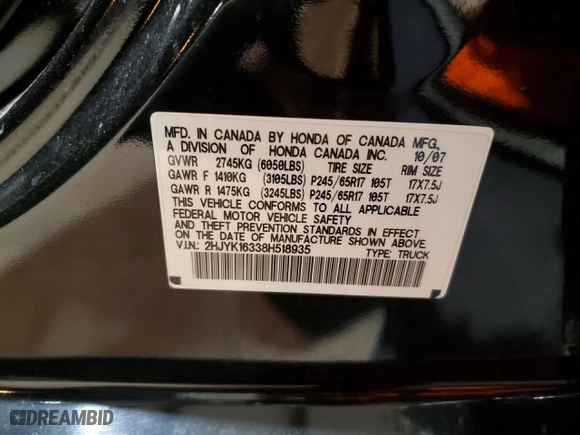 MFD. IN CANADA BY HONDA OF CANADA MFG.,
A DIVISION OF HONDA CANADA INC. 10/07
GVWR 2745KG (6050LBS) TIRE SIZE RIM SIZE
GAWR F 1410KG (3105LBS) P245/65R17 105T 17X7.5J
GAWR R 1475KG (3245LBS) P245/65R17 105T 17X7.5J
THIS VEHICLE CONFORMS TO ALL APPLICABLE
FEDERAL MOTOR VEHICLE SAFETY
AND THEFT PREVENTION STANDARDS IN EFFECT
ON THE DATE OF MANUFACTURE SHOWN ABOVE.
V.I.N.: 2HJYK16338H518935 TYPE: TRUCK
DREAMBID